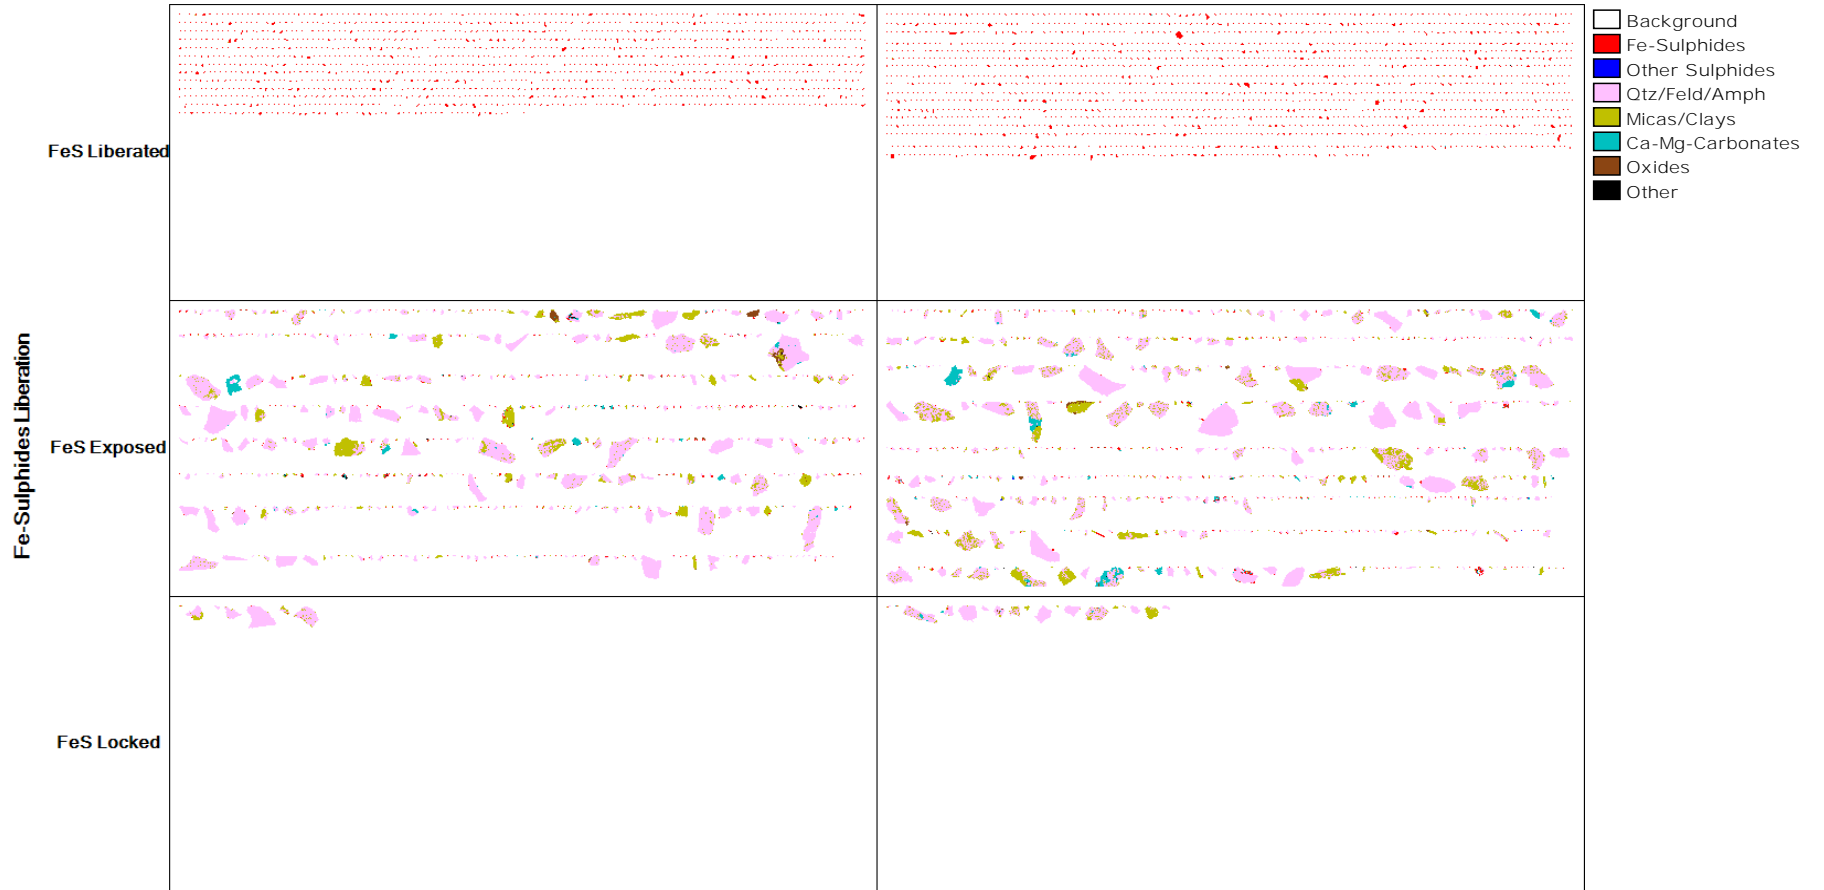 Background
Fe-Sulphides
Other Sulphides
Qtz/Feld/Amph
Micas/Clays
Ca-Mg-Carbonates
Oxides
Other
Fe-Sulphides Liberation
FeS Liberated
FeS Exposed
FeS Locked